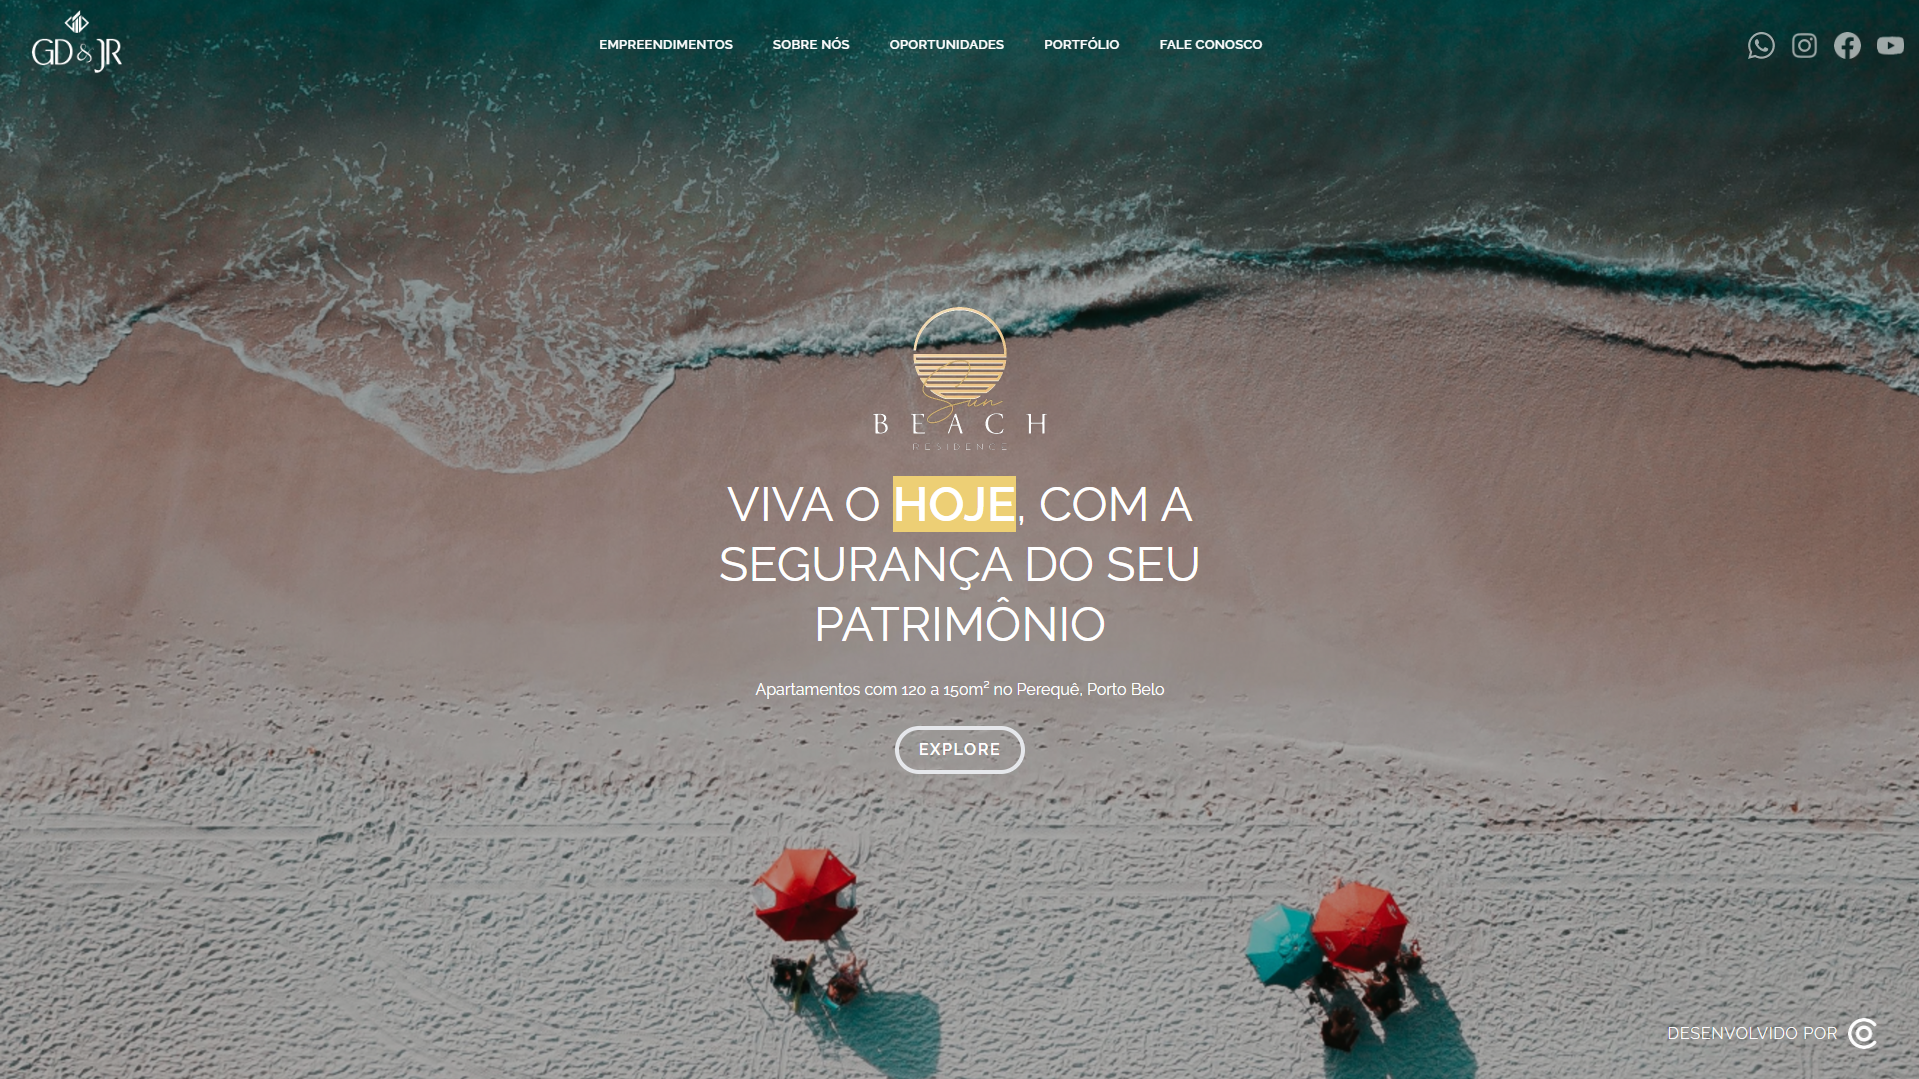 GD & JR
EMPREENDIMENTOS
SOBRE NÓS
OPORTUNIDADES
PORTFÓLIO
FALE CONOSCO
Sun
BEACH
RESIDENCE
VIVA O HOJE, COM A
SEGURANÇA DO SEU
PATRIMÔNIO
Apartamentos com 120 a 150m² no Perequê, Porto Belo
EXPLORE
DESENVOLVIDO POR